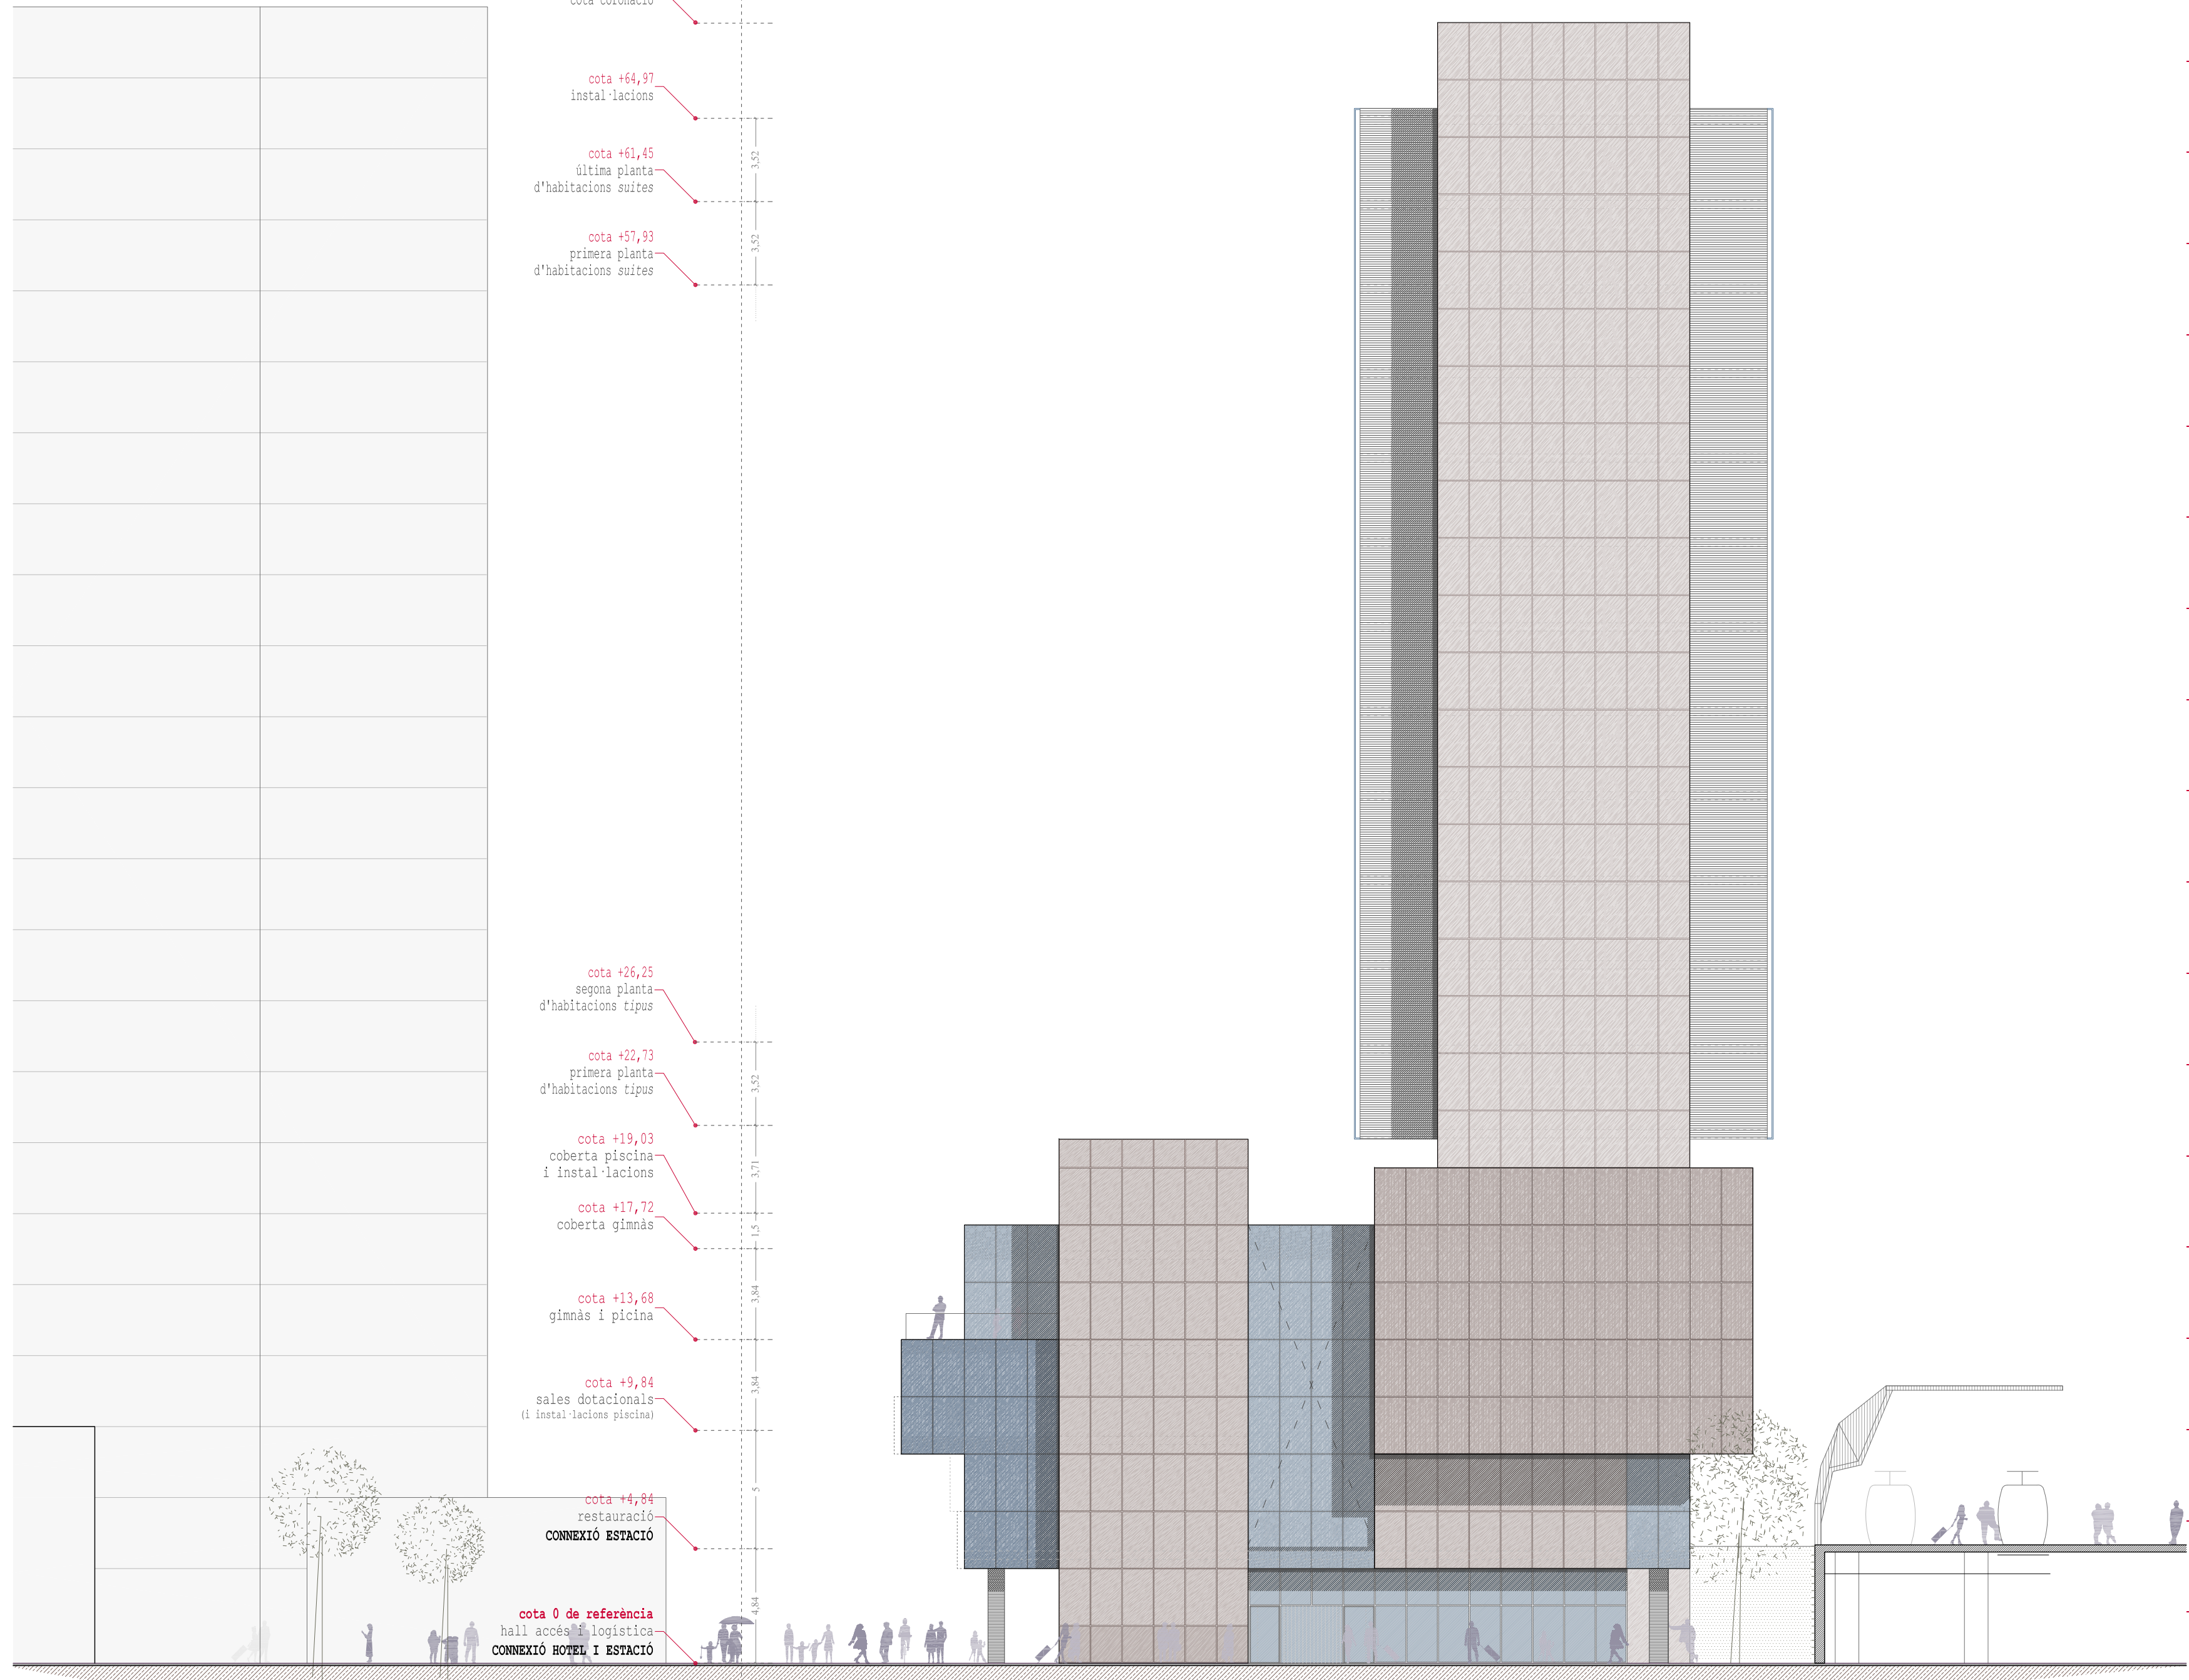 cota coronació
cota +64,97
instal·lacions
3,52
cota +61,45
última planta
d'habitacions suites
3,52
cota +57,93
primera planta
d'habitacions suites
cota +26,25
segona planta
d'habitacions tipus
3,52
cota +22,73
primera planta
d'habitacions tipus
3,71
cota +19,03
coberta piscina
i instal·lacions
1,5
cota +17,72
coberta gimnàs
3,84
cota +13,68
gimnàs i picina
3,84
cota +9,84
sales dotacionals
(i instal·lacions piscina)
5
cota +4,84
restauració
CONNEXIÓ ESTACIÓ
4,84
cota 0 de referència
hall accés i logística
CONNEXIÓ HOTEL I ESTACIÓ